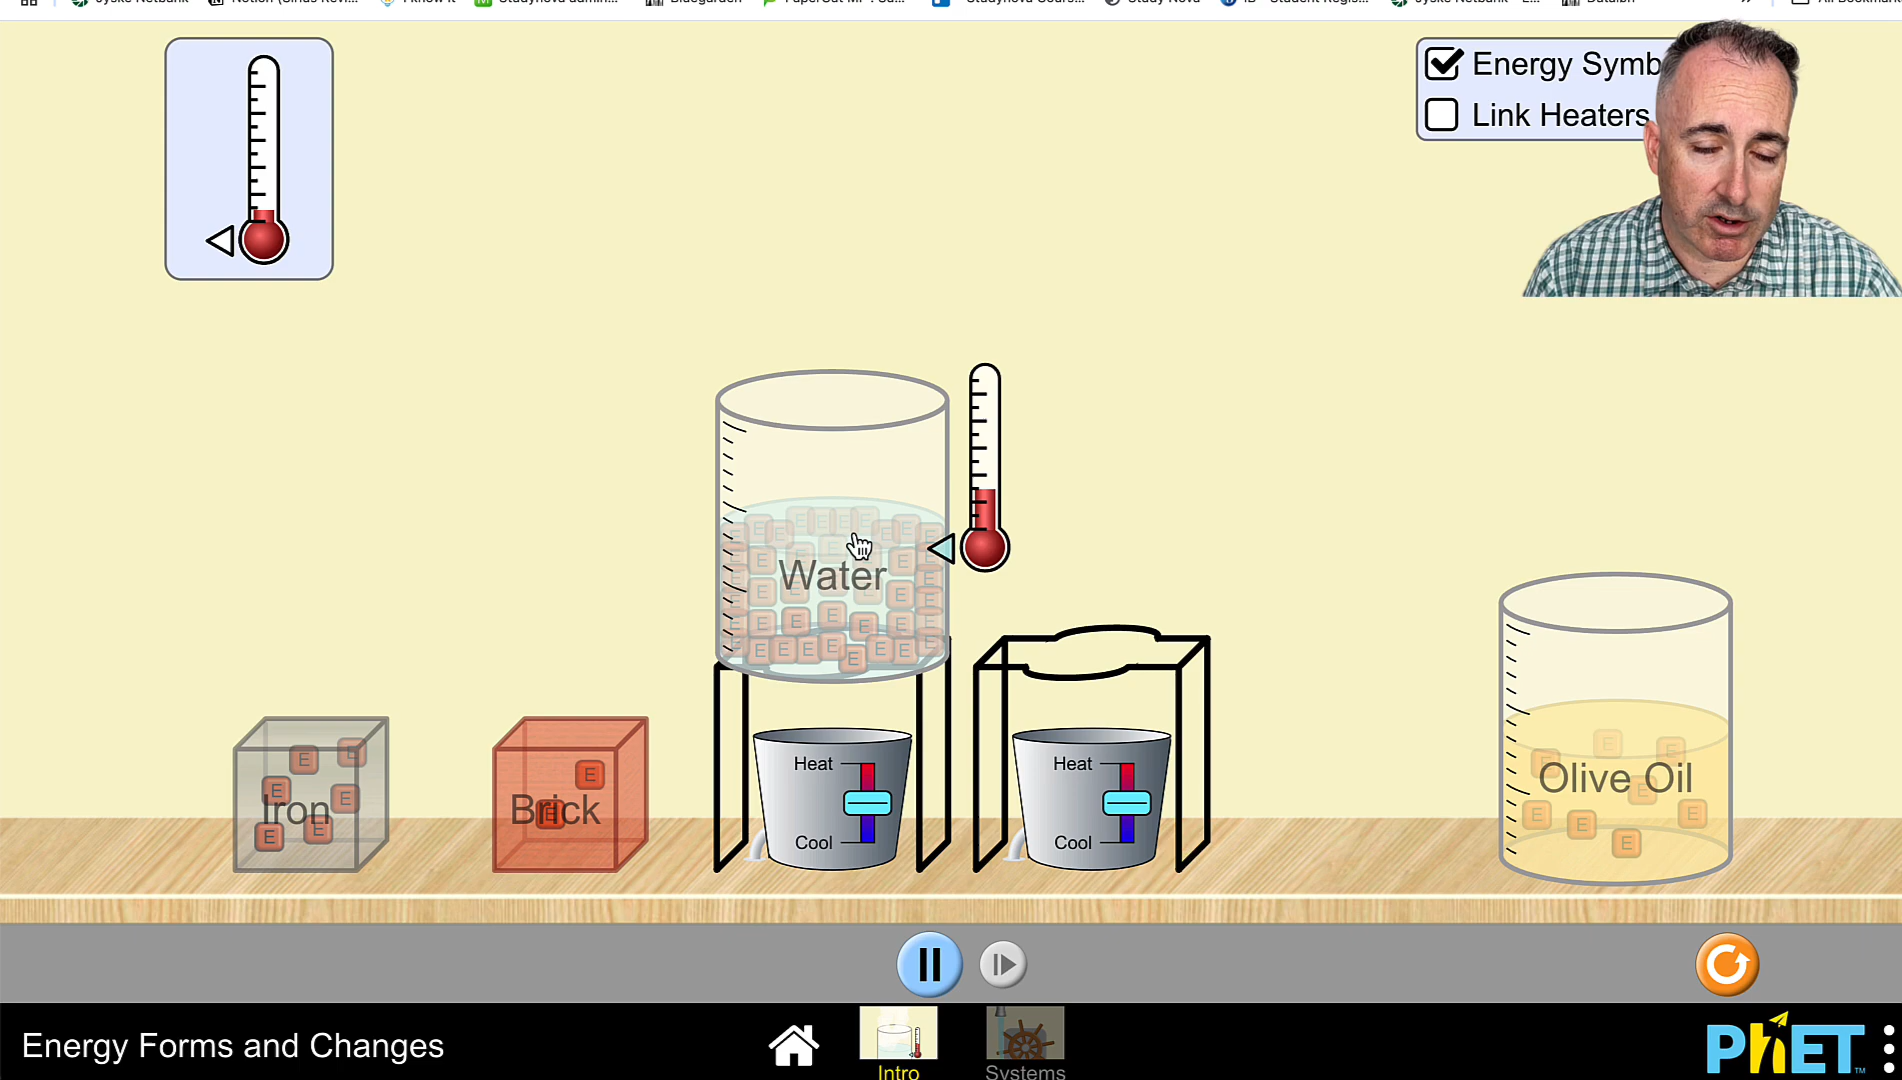 Energy Symb
Link Heaters
Water
Heat
Cool
Heat
Cool
Iron
Brick
Olive Oil
E
Energy Forms and Changes
Intro
Systems
PhET